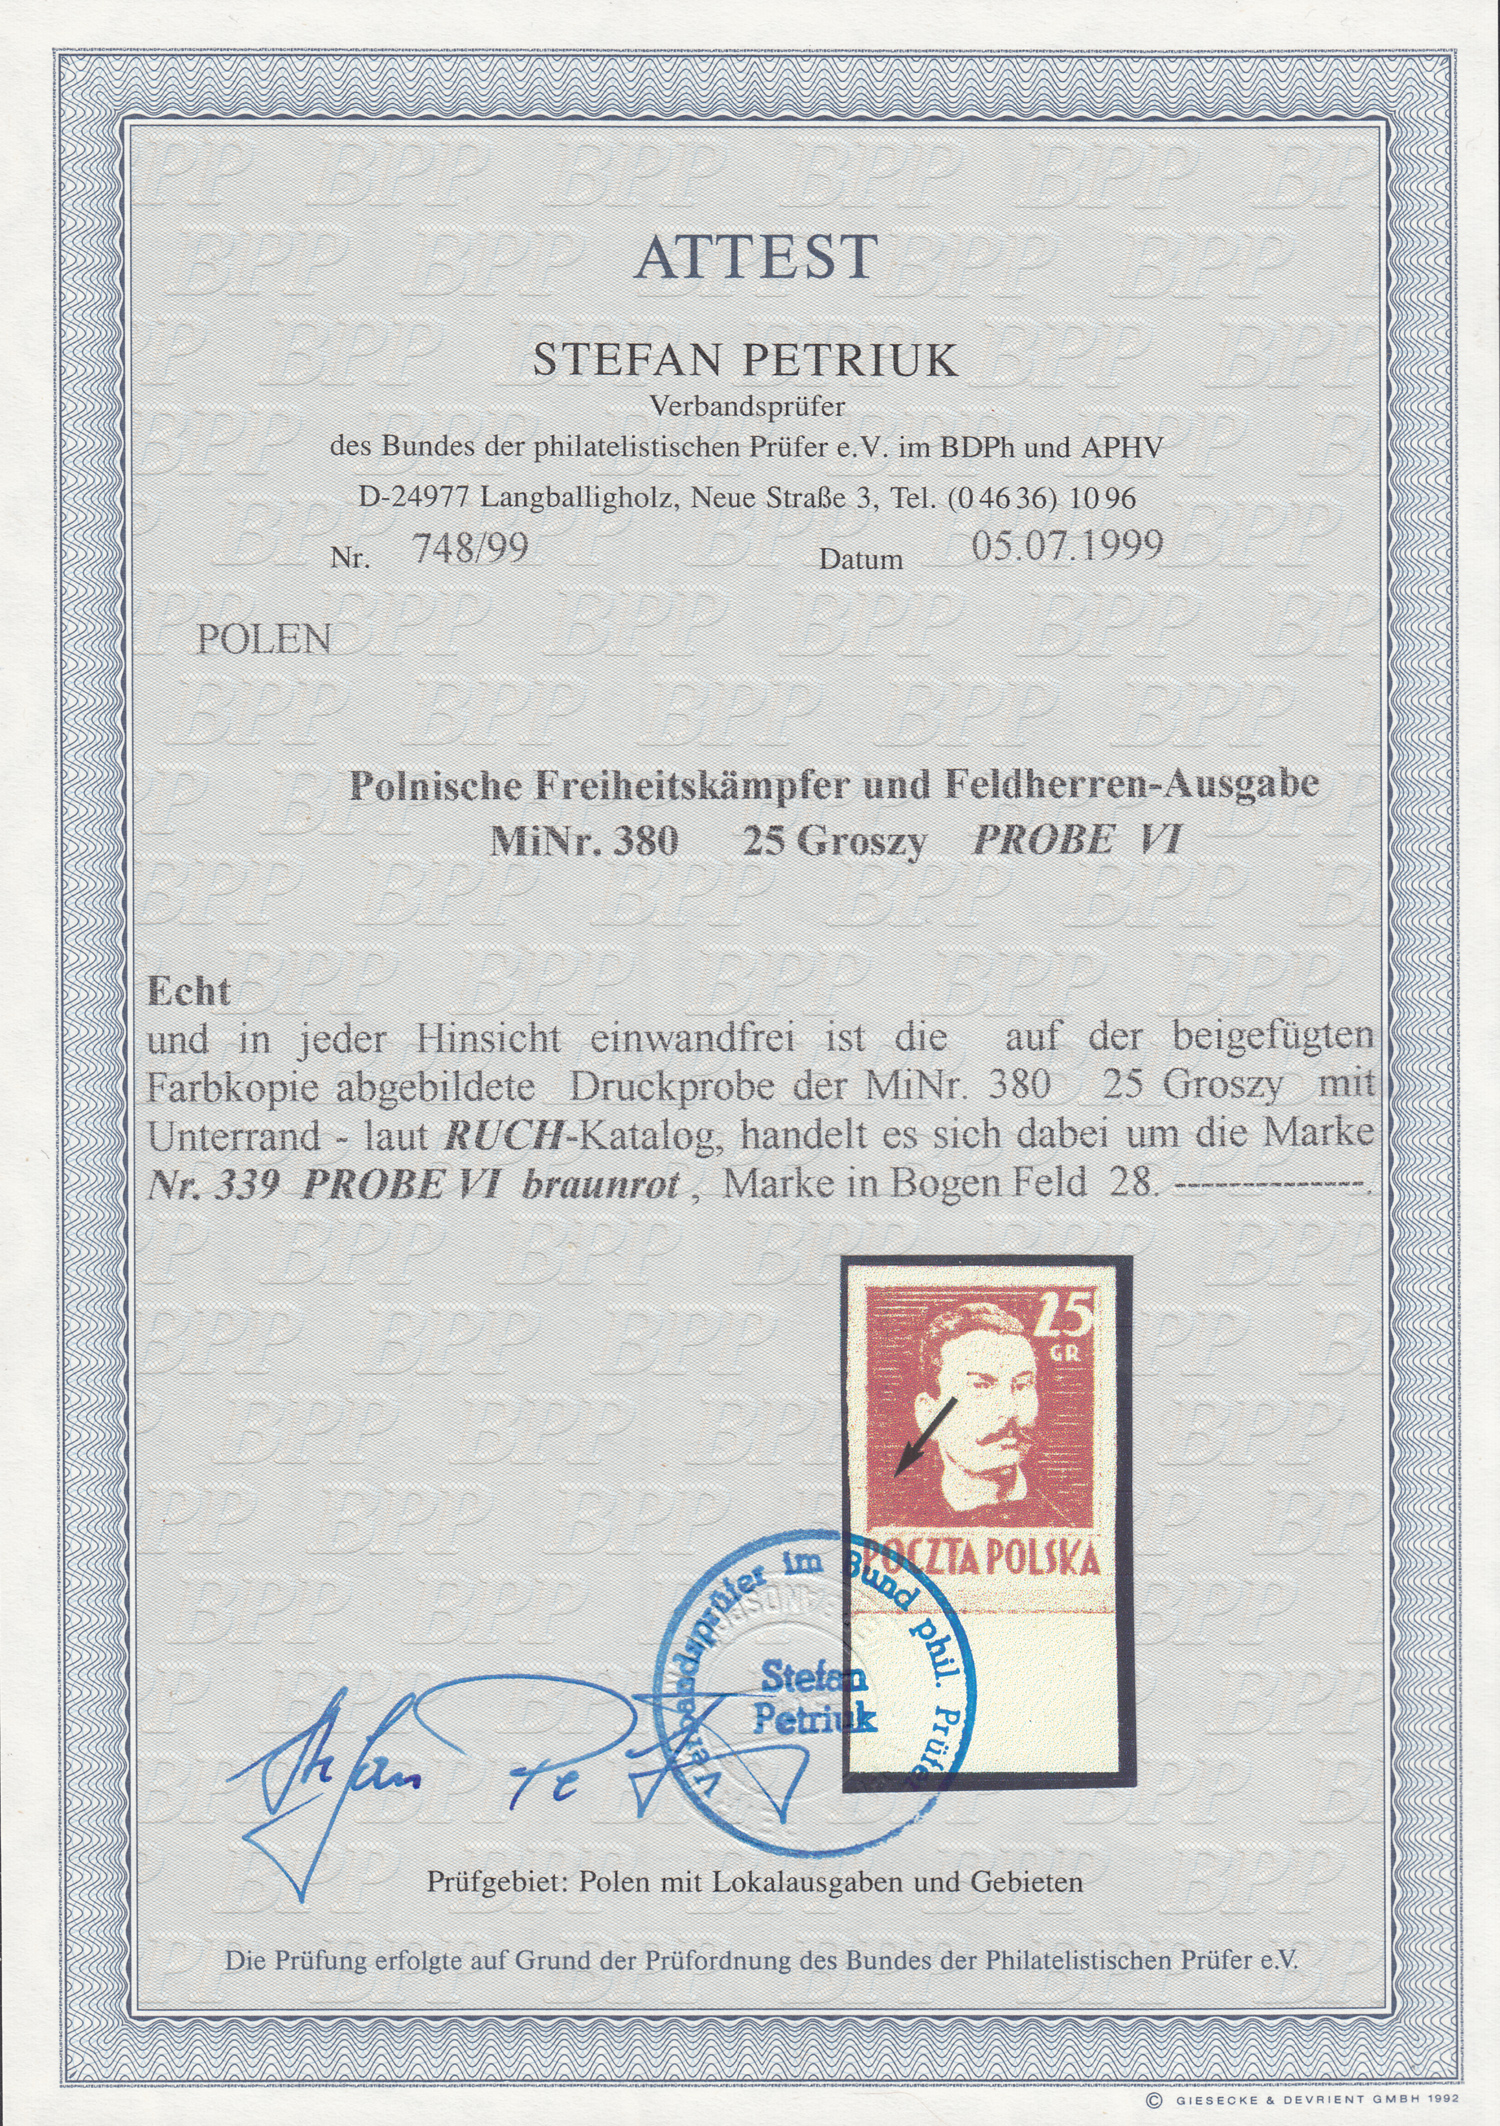 ATTEST
STEFAN PETRIUK
Verbandsprüfer
des Bundes der philatelistischen Prüfer e.V. im BDPh und APHV
D-24977 Langballigholz, Neue Straße 3, Tel. (0 46 36) 10 96
Nr. 748/99 Datum 05.07.1999
POLEN
Polnische Freiheitskämpfer und Feldherren-Ausgabe
MiNr. 380 25 Groszy PROBE VI
Echt
und in jeder Hinsicht einwandfrei ist die auf der beigefügten
Farbkopie abgebildete Druckprobe der MiNr. 380 25 Groszy mit
Unterrand - laut RUCH-Katalog, handelt es sich dabei um die Marke
Nr. 339 PROBE VI braunrot, Marke in Bogen Feld 28. --------------.
25
GR
POCZTA POLSKA
Verbandsprüfer im Bund phil. Prüfer
Stefan
Petriuk
Stefan Petriuk
Prüfgebiet: Polen mit Lokalausgaben und Gebieten
Die Prüfung erfolgte auf Grund der Prüfordnung des Bundes der Philatelistischen Prüfer e.V.
© GIESECKE & DEVRIENT GMBH 1992